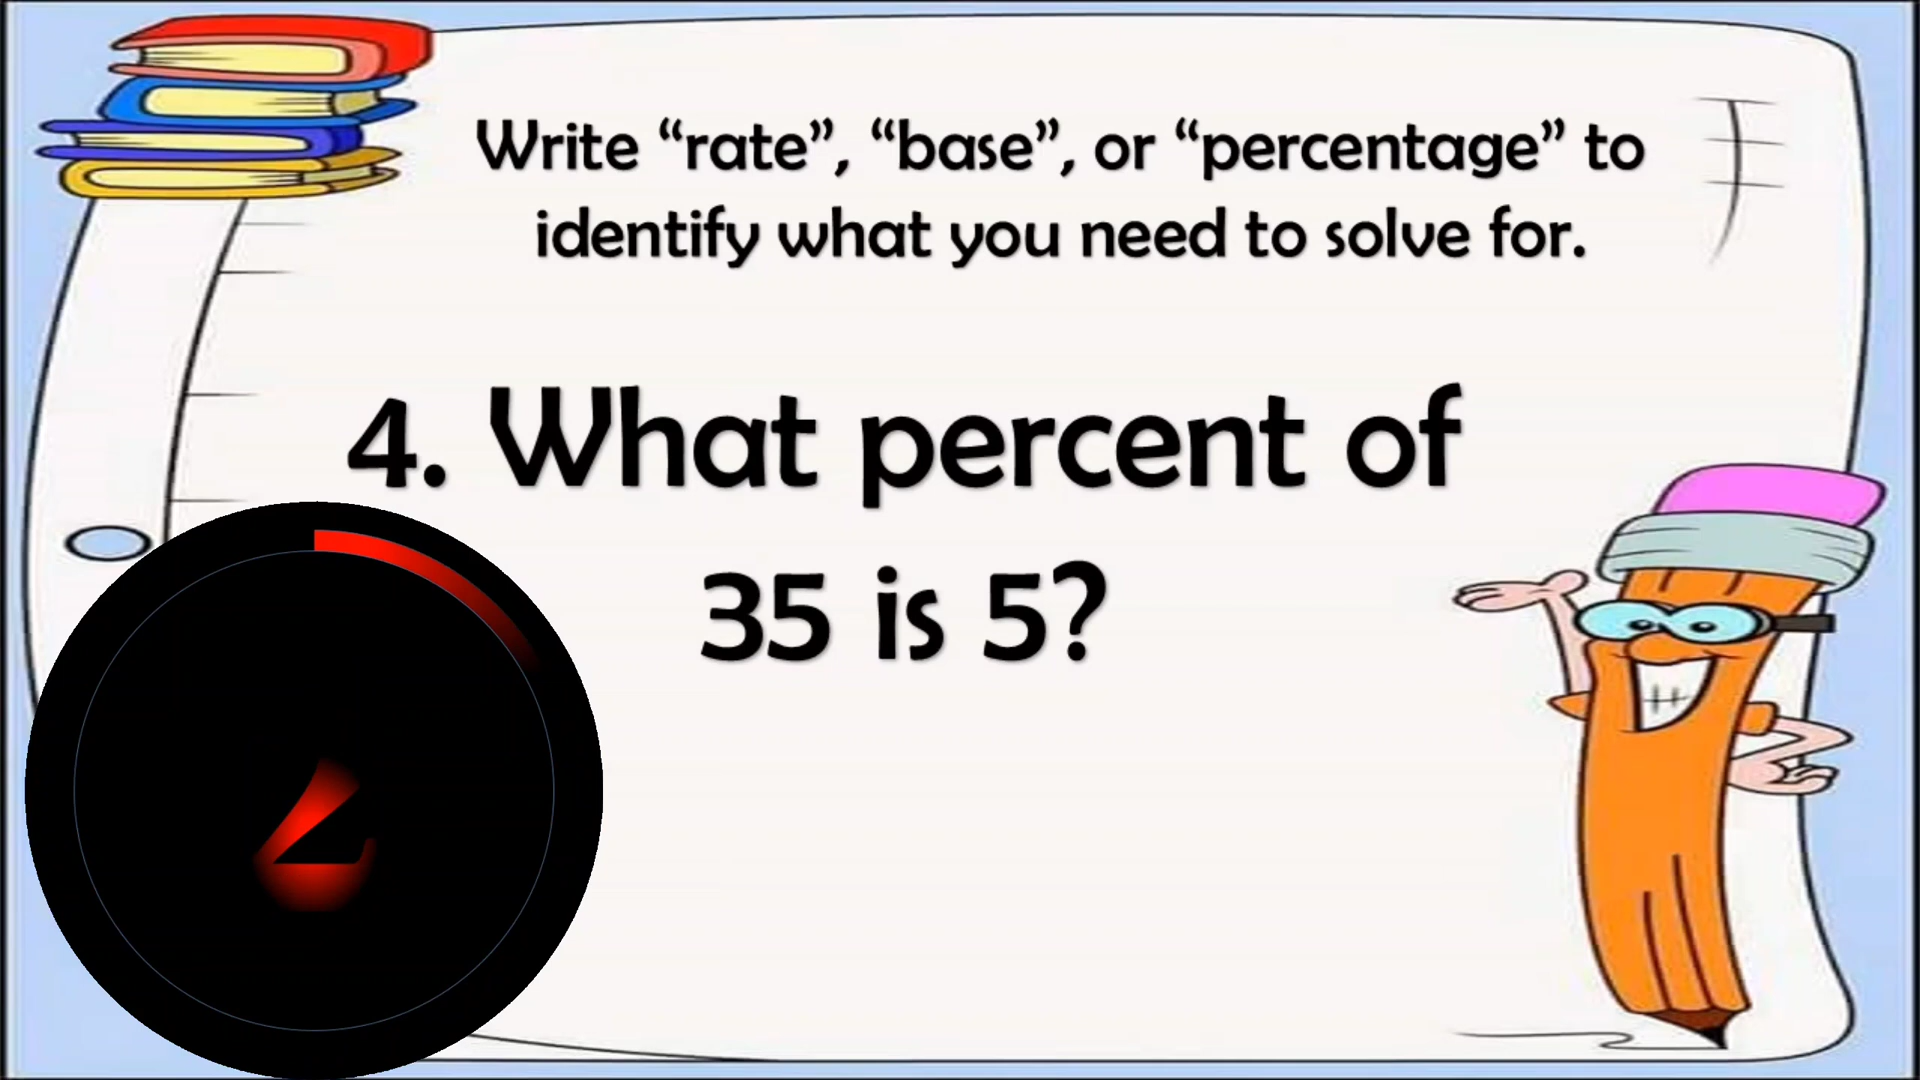 Write “rate”, “base”, or “percentage” to
identify what you need to solve for.
4. What percent of
35 is 5?